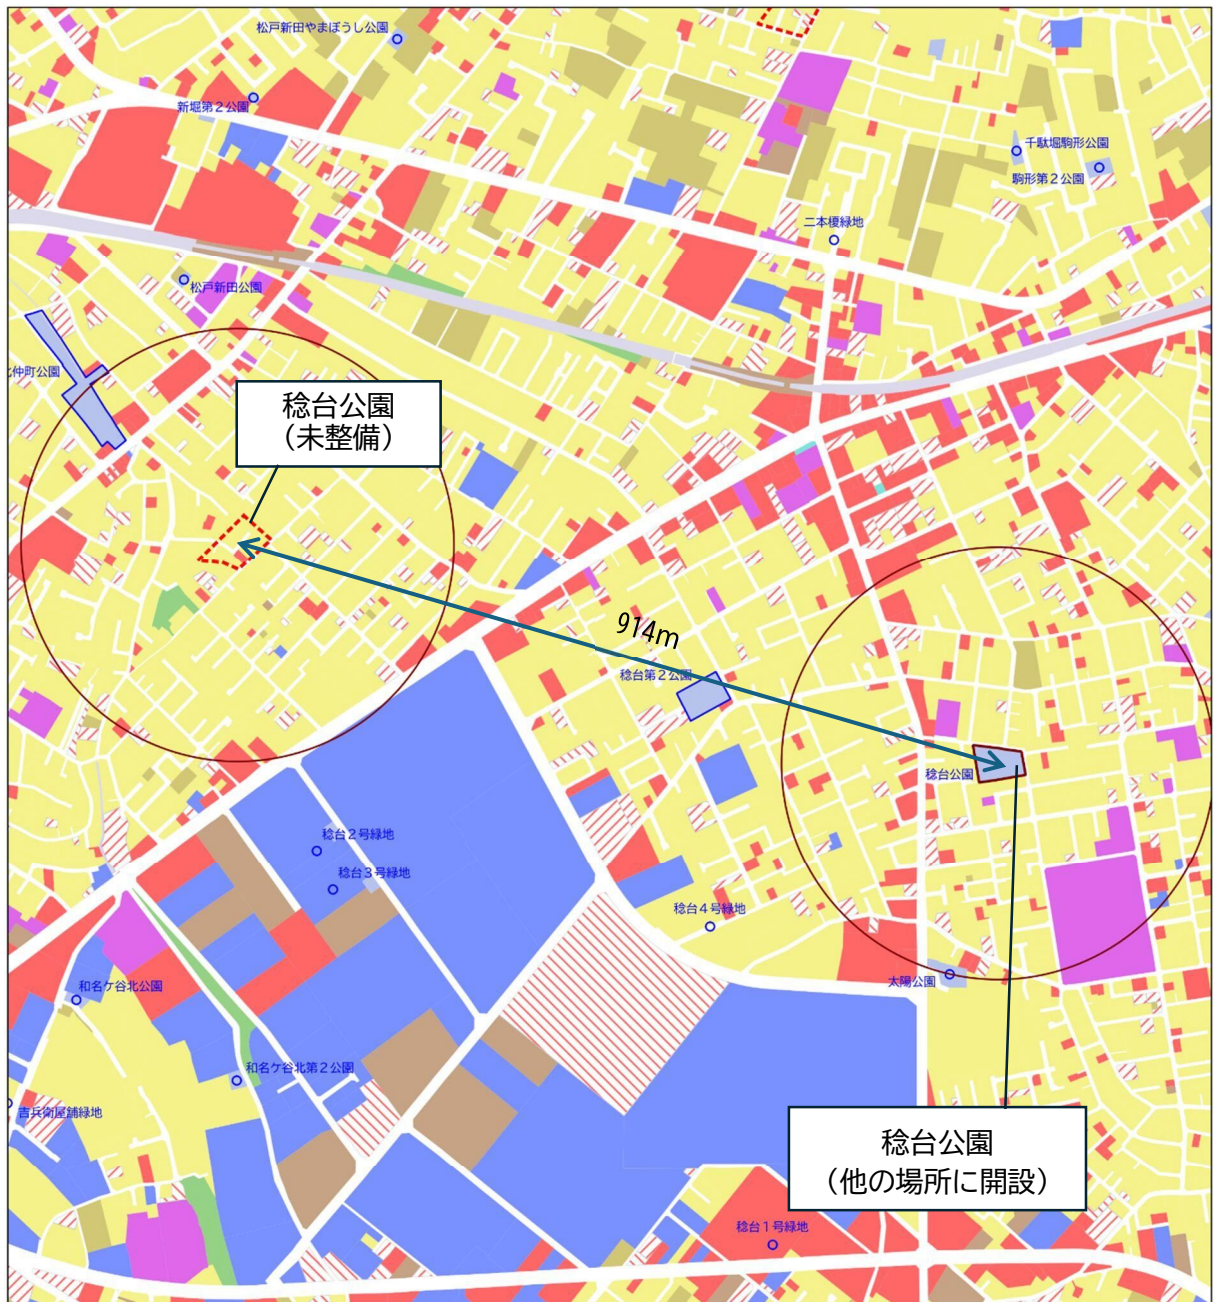 松戸新田やまぼうし公園
新堀第2公園
千駄堀駒形公園
駒形第2公園
二本榎緑地
松戸新田公園
仲町公園
稔台公園
（未整備）
914m
稔台第2公園
稔台公園
稔台2号緑地
稔台3号緑地
稔台4号緑地
太陽公園
和名ケ谷北公園
和名ケ谷北第2公園
吉兵衛屋舗緑地
稔台公園
（他の場所に開設）
稔台1号緑地